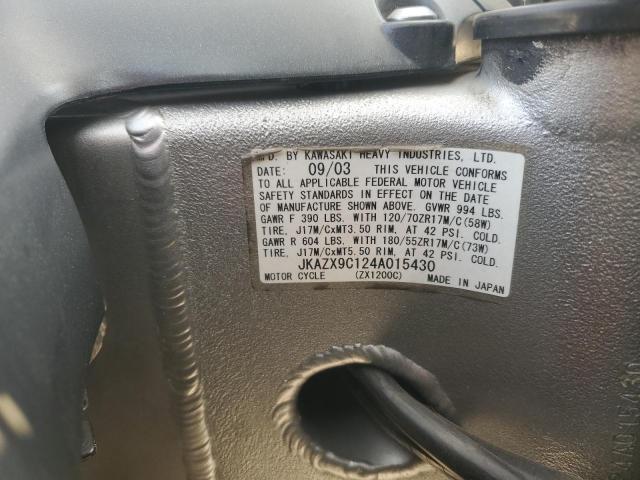 MFD. BY KAWASAKI HEAVY INDUSTRIES, LTD.
DATE: 09/03 THIS VEHICLE CONFORMS
TO ALL APPLICABLE FEDERAL MOTOR VEHICLE
SAFETY STANDARDS IN EFFECT ON THE DATE
OF MANUFACTURE SHOWN ABOVE. GVWR 994 LBS.
GAWR F 390 LBS. WITH 120/70ZR17M/C(58W)
TIRE, J17M/CxMT3.50 RIM, AT 42 PSI. COLD.
GAWR R 604 LBS. WITH 180/55ZR17M/C(73W)
TIRE, J17M/CxMT5.50 RIM, AT 42 PSI. COLD.
JKAZX9C124A015430
MOTOR CYCLE (ZX1200C) MADE IN JAPAN